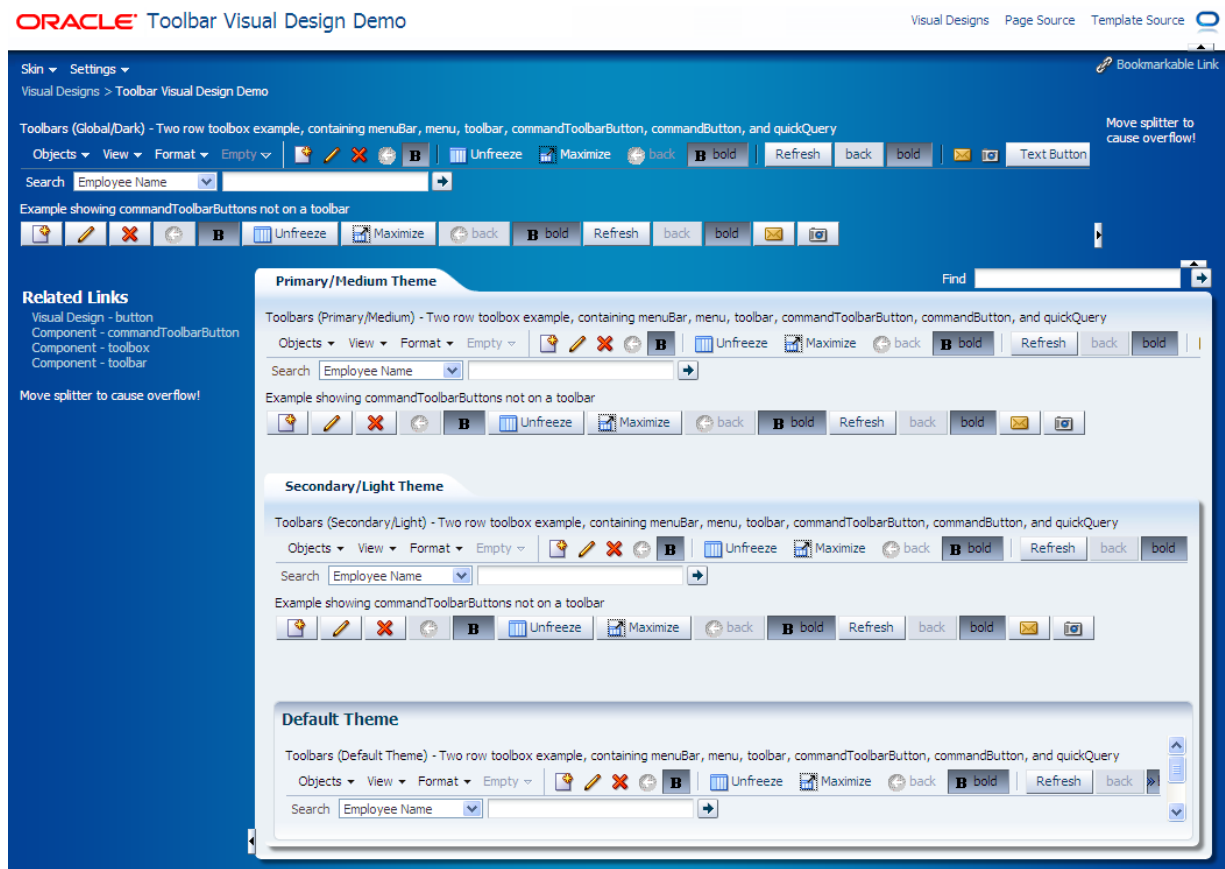 ORACLE Toolbar Visual Design Demo
Visual Designs Page Source Template Source
Skin Settings
Bookmarkable Link
Visual Designs > Toolbar Visual Design Demo
Toolbars (Global/Dark) - Two row toolbox example, containing menuBar, menu, toolbar, commandToolbarButton, commandButton, and quickQuery
Move splitter to
cause overflow!
Objects View Format Empty B Unfreeze Maximize back B bold Refresh back bold Text Button
Search Employee Name
Example showing commandToolbarButtons not on a toolbar
B Unfreeze Maximize back B bold Refresh back bold
Related Links
Visual Design - button
Component - commandToolbarButton
Component - toolbox
Component - toolbar
Move splitter to cause overflow!
Primary/Medium Theme
Find
Toolbars (Primary/Medium) - Two row toolbox example, containing menuBar, menu, toolbar, commandToolbarButton, commandButton, and quickQuery
Objects View Format Empty B Unfreeze Maximize back B bold Refresh back bold
Search Employee Name
Example showing commandToolbarButtons not on a toolbar
B Unfreeze Maximize back B bold Refresh back bold
Secondary/Light Theme
Toolbars (Secondary/Light) - Two row toolbox example, containing menuBar, menu, toolbar, commandToolbarButton, commandButton, and quickQuery
Objects View Format Empty B Unfreeze Maximize back B bold Refresh back bold
Search Employee Name
Example showing commandToolbarButtons not on a toolbar
B Unfreeze Maximize back B bold Refresh back bold
Default Theme
Toolbars (Default Theme) - Two row toolbox example, containing menuBar, menu, toolbar, commandToolbarButton, commandButton, and quickQuery
Objects View Format Empty B Unfreeze Maximize back B bold Refresh back »
Search Employee Name